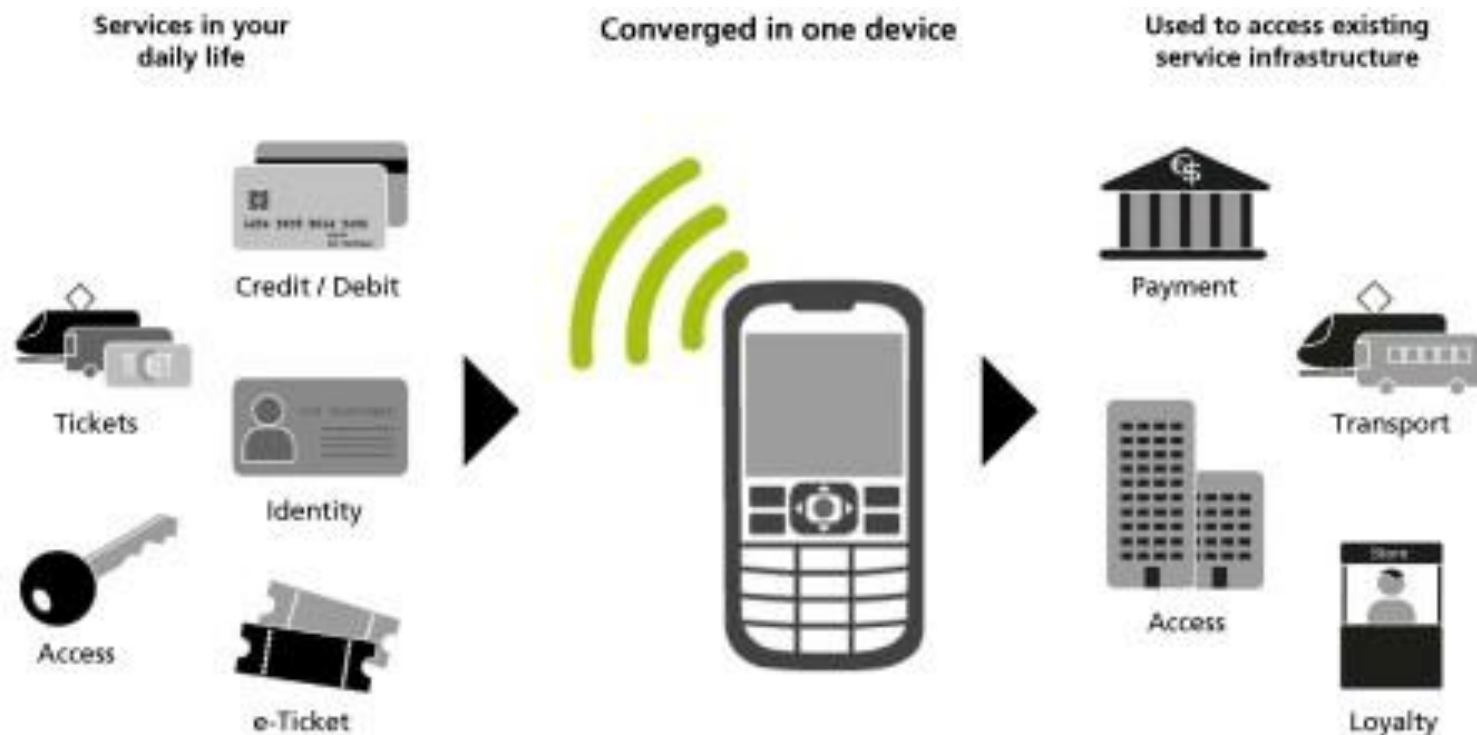 Services in your
daily life
Converged in one device
Used to access existing
service infrastructure
Credit / Debit
Tickets
Identity
Access
e-Ticket
Payment
Transport
Access
Store
Loyalty